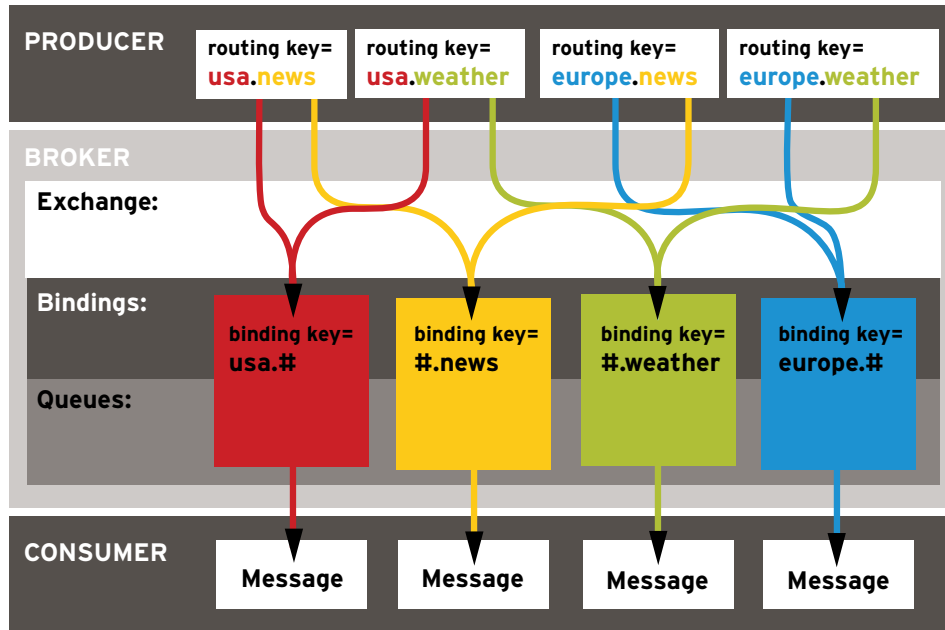 PRODUCER
routing key=
usa.news
routing key=
usa.weather
routing key=
europe.news
routing key=
europe.weather
BROKER
Exchange:
Bindings:
binding key=
usa.#
binding key=
#.news
binding key=
#.weather
binding key=
europe.#
Queues:
CONSUMER
Message
Message
Message
Message